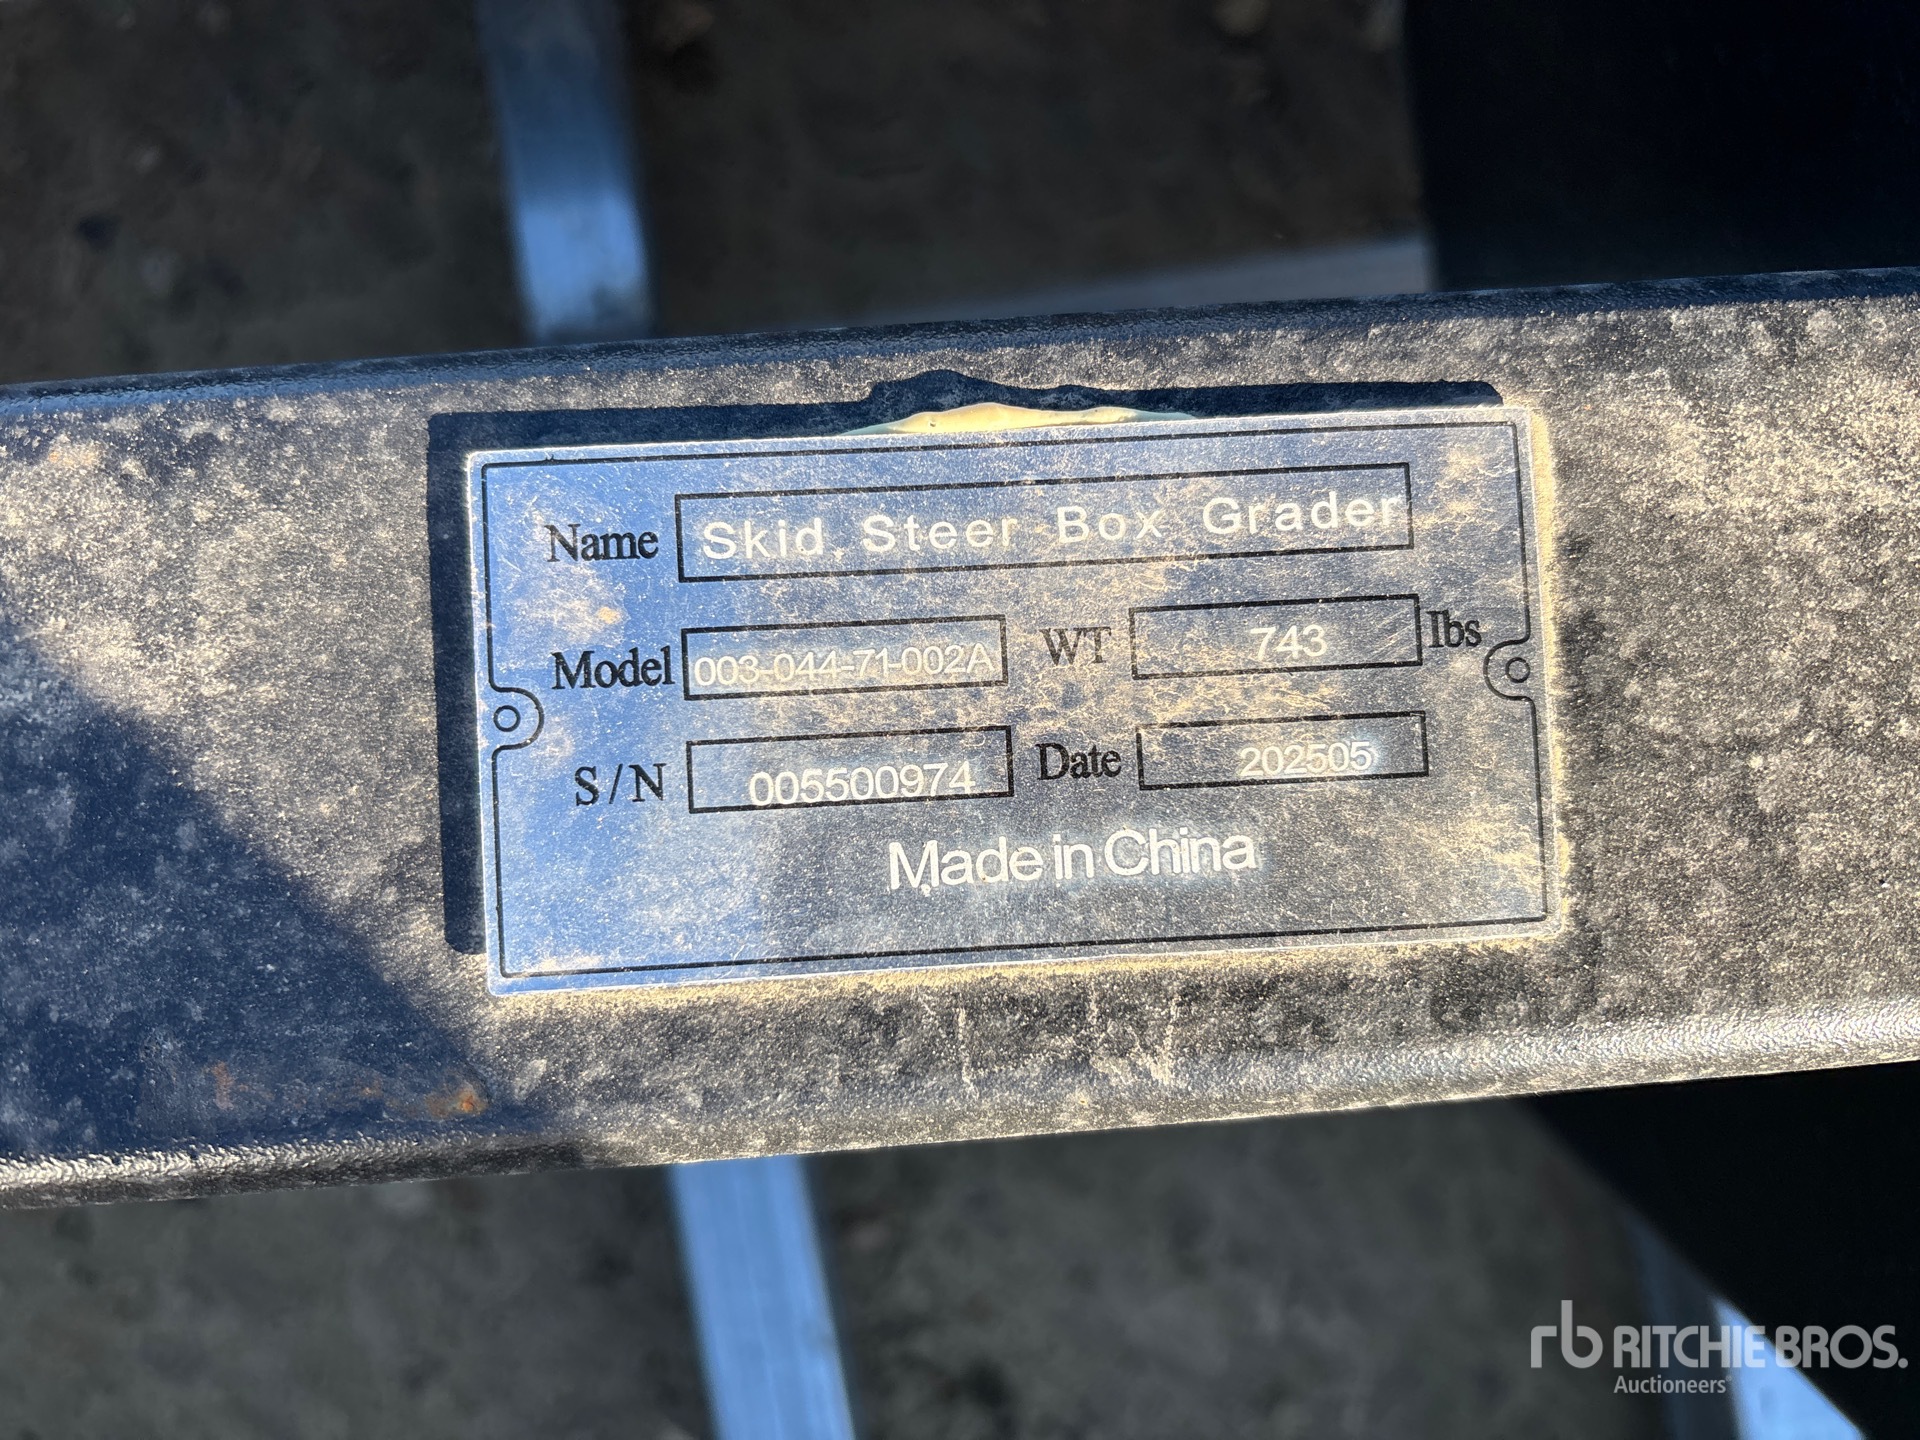 Name Skid Steer Box Grader
Model 003-044-71-002A WT 743 lbs
S/N 005500974 Date 202505
Made in China
rb RITCHIE BROS.
Auctioneers